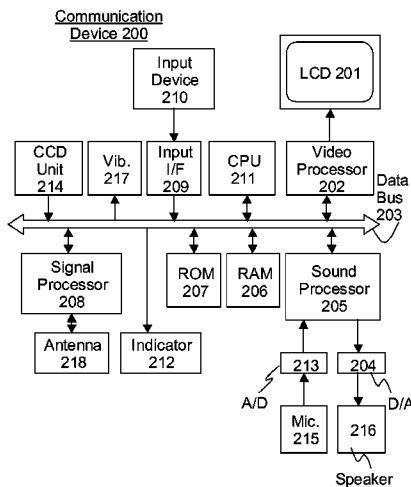 Communication
Device 200
Input
Device
210
LCD 201
CCD
Unit
214
Vib.
217
Input
I/F
209
CPU
211
Video
Processor
202
Data
Bus
203
Signal
Processor
208
ROM
207
RAM
206
Sound
Processor
205
Antenna
218
Indicator
212
213
204
A/D
D/A
Mic.
215
216
Speaker